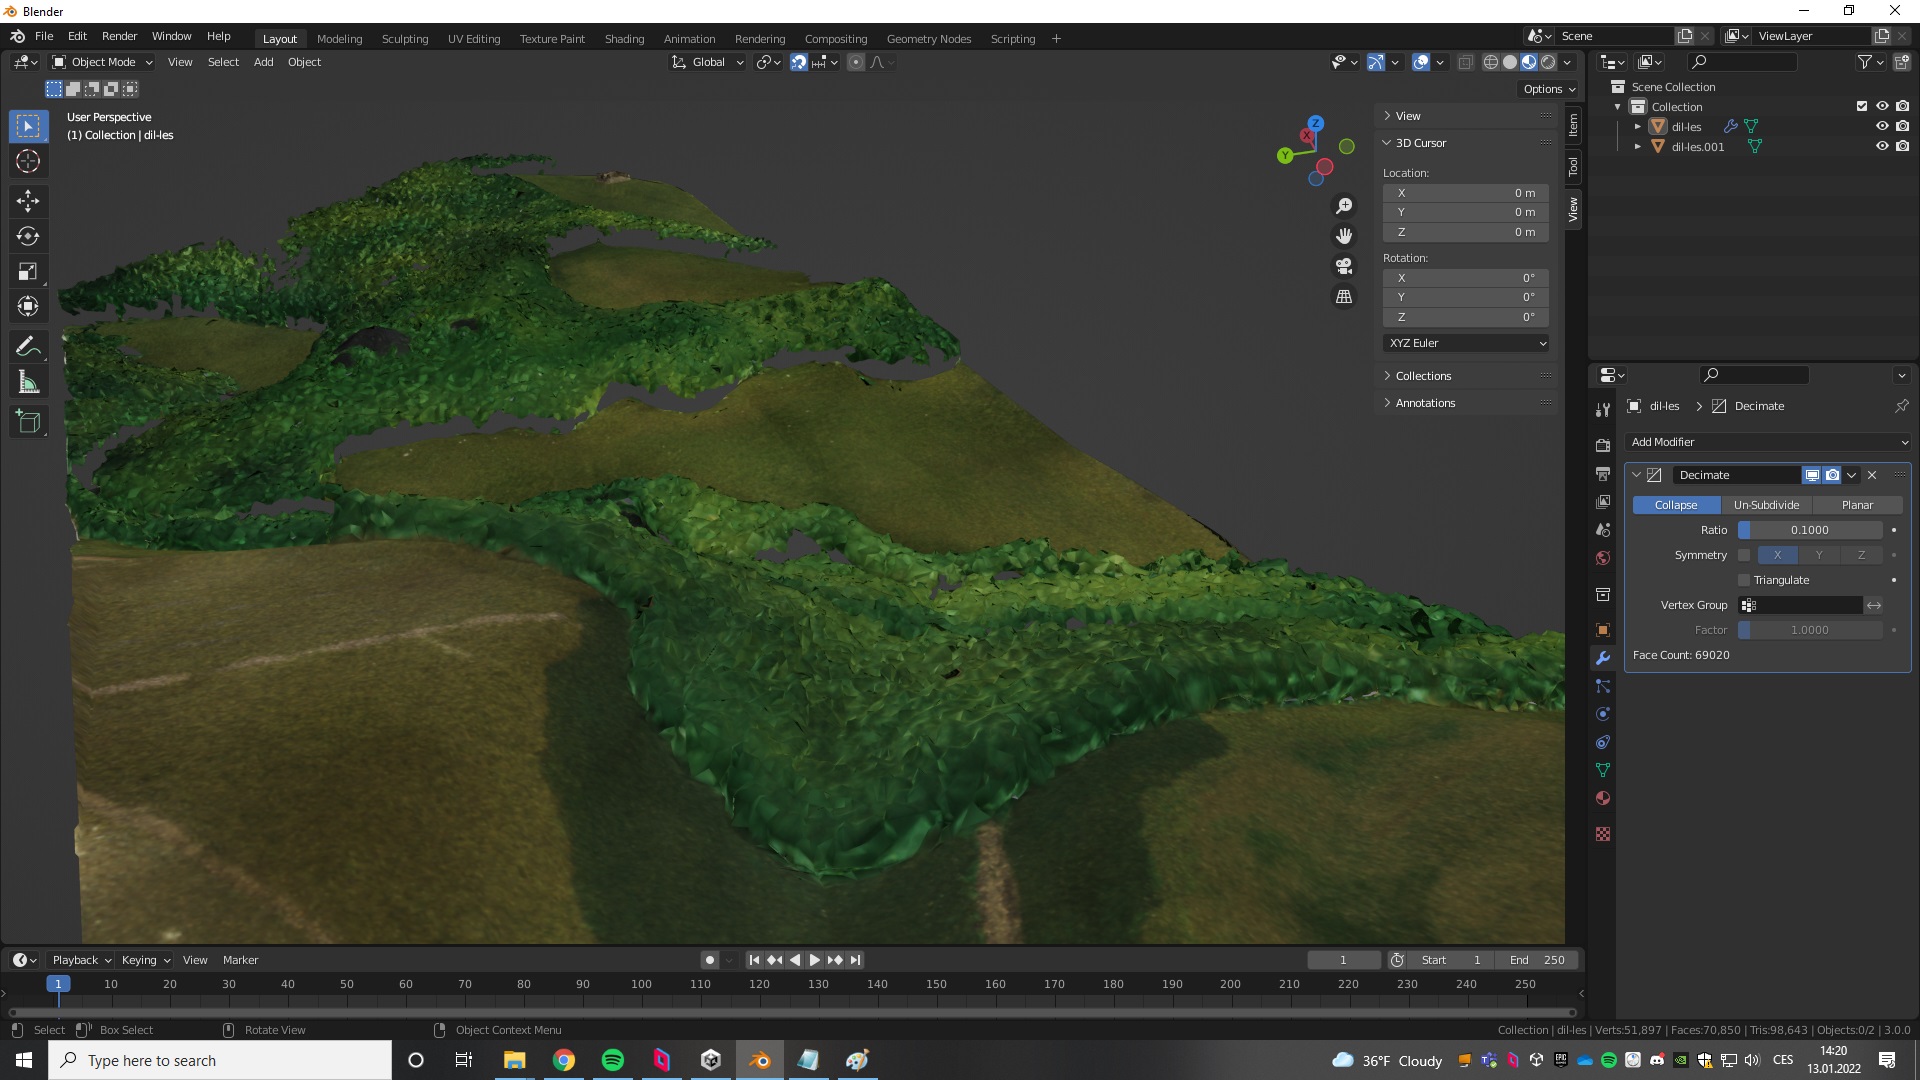 Blender
File Edit Render Window Help
Layout Modeling Sculpting UV Editing Texture Paint Shading Animation Rendering Compositing Geometry Nodes Scripting +
Scene
ViewLayer
Object Mode View Select Add Object
Global
Options
User Perspective
(1) Collection | dil-les
Z
X
Y
View
3D Cursor
Location:
X 0 m
Y 0 m
Z 0 m
Rotation:
X 0°
Y 0°
Z 0°
XYZ Euler
Collections
Annotations
Item
Tool
View
Scene Collection
Collection
dil-les
dil-les.001
dil-les > Decimate
Add Modifier
Decimate
Collapse Un-Subdivide Planar
Ratio 0.1000
Symmetry X Y Z
Triangulate
Vertex Group
Factor 1.0000
Face Count: 69020
Playback Keying View Marker
1
Start 1
End 250
1 10 20 30 40 50 60 70 80 90 100 110 120 130 140 150 160 170 180 190 200 210 220 230 240 250
Select Box Select Rotate View Object Context Menu
Collection | dil-les | Verts:51,897 | Faces:70,850 | Tris:98,643 | Objects:0/2 | 3.0.0
Type here to search
36°F Cloudy
CES
14:20
13.01.2022